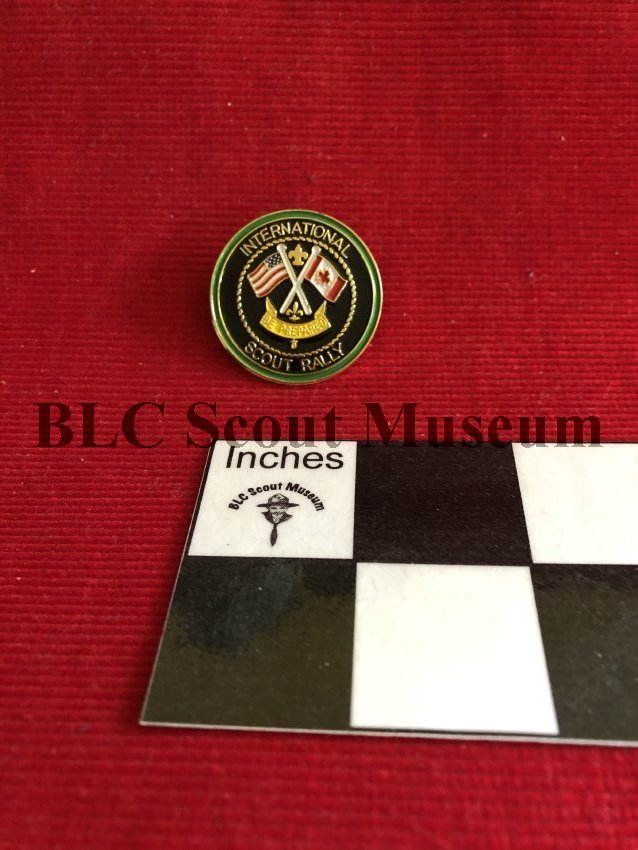 INTERNATIONAL
BE PREPARED
SCOUT RALLY
BLC Scout Museum
Inches
BLC Scout Museum